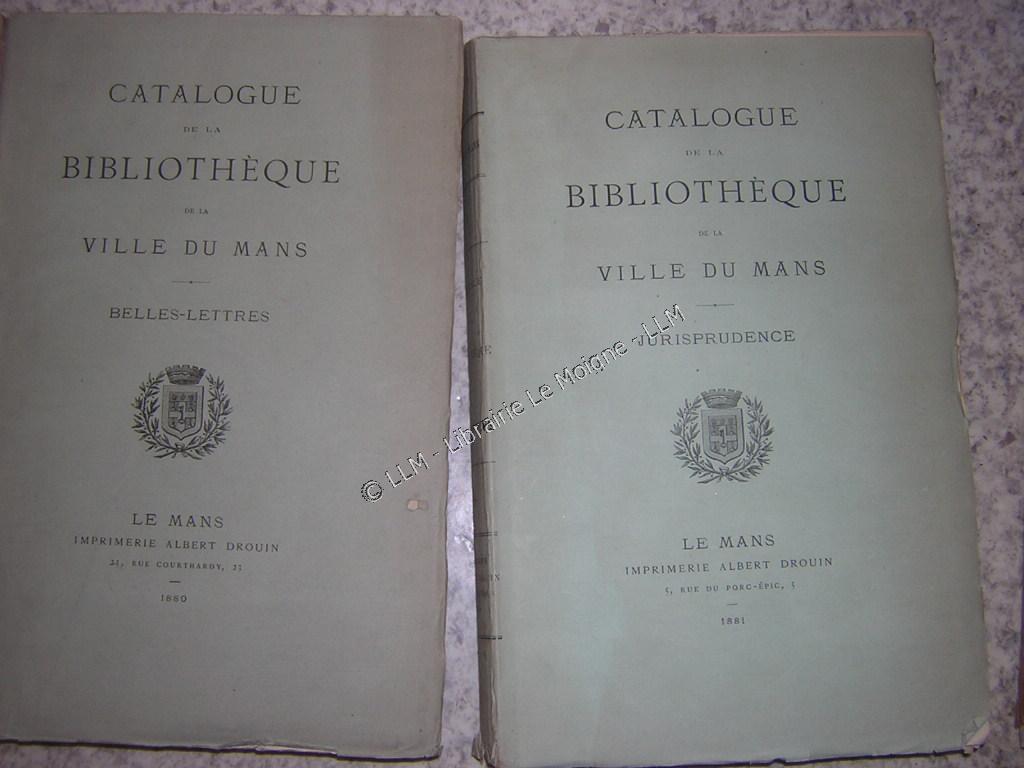 CATALOGUE
DE LA
BIBLIOTHÈQUE
DE LA
VILLE DU MANS
BELLES-LETTRES
LE MANS
IMPRIMERIE ALBERT DROUIN
RUE COURTHARDY,
1880
CATALOGUE
DE LA
BIBLIOTHÈQUE
DE LA
VILLE DU MANS
JURISPRUDENCE
LE MANS
IMPRIMERIE ALBERT DROUIN
5, RUE DU PORC-ÉPIC, 5
1881
© LLM - Librairie Le Moigne - LLM